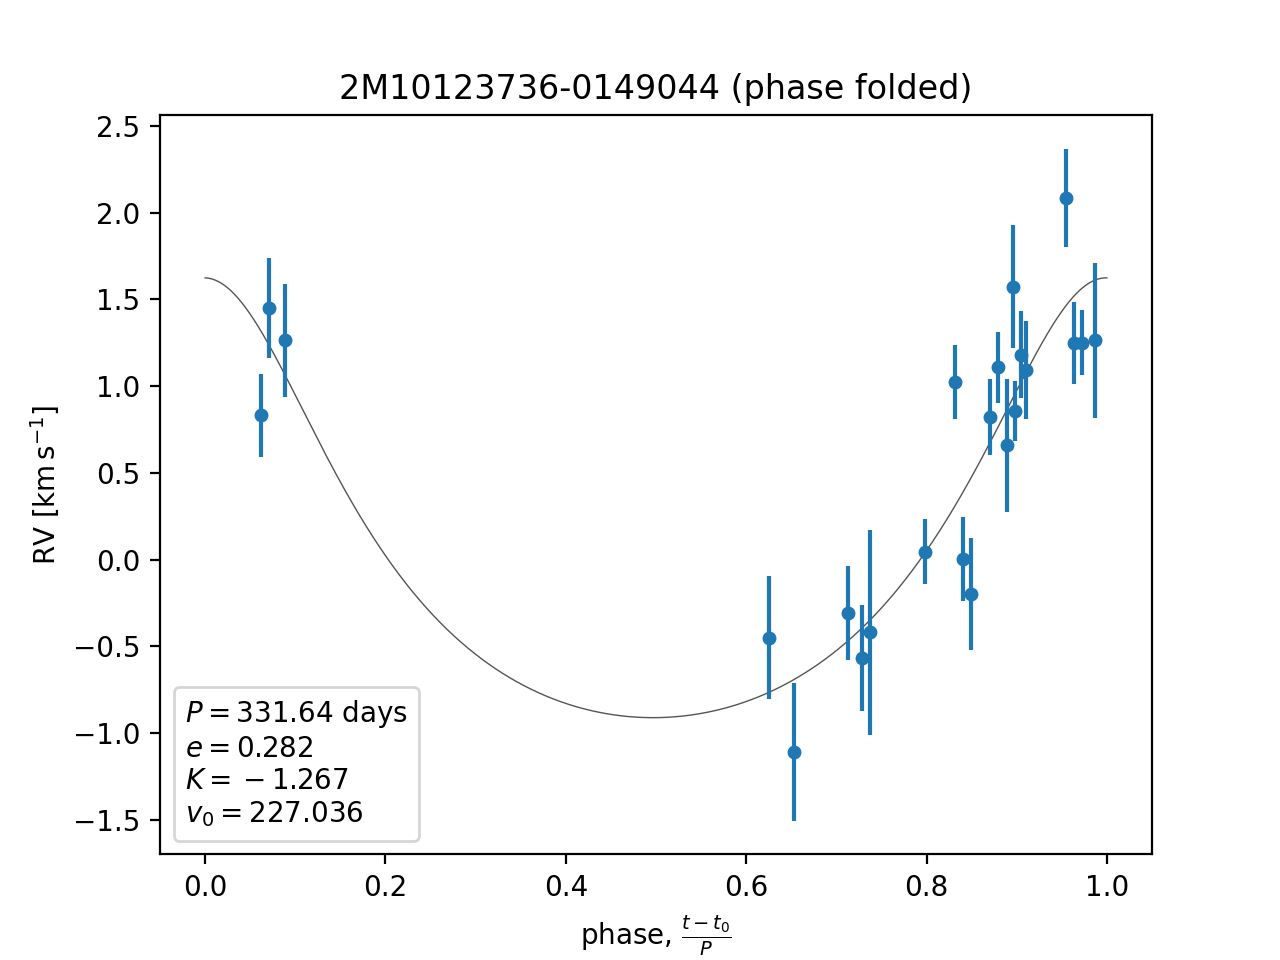 2M10123736-0149044 (phase folded)
RV [km s⁻¹]
2.5
2.0
1.5
1.0
0.5
0.0
−0.5
−1.0
−1.5
P = 331.64 days
e = 0.282
K = −1.267
v₀ = 227.036
0.0 0.2 0.4 0.6 0.8 1.0
phase, (t − t₀)/P